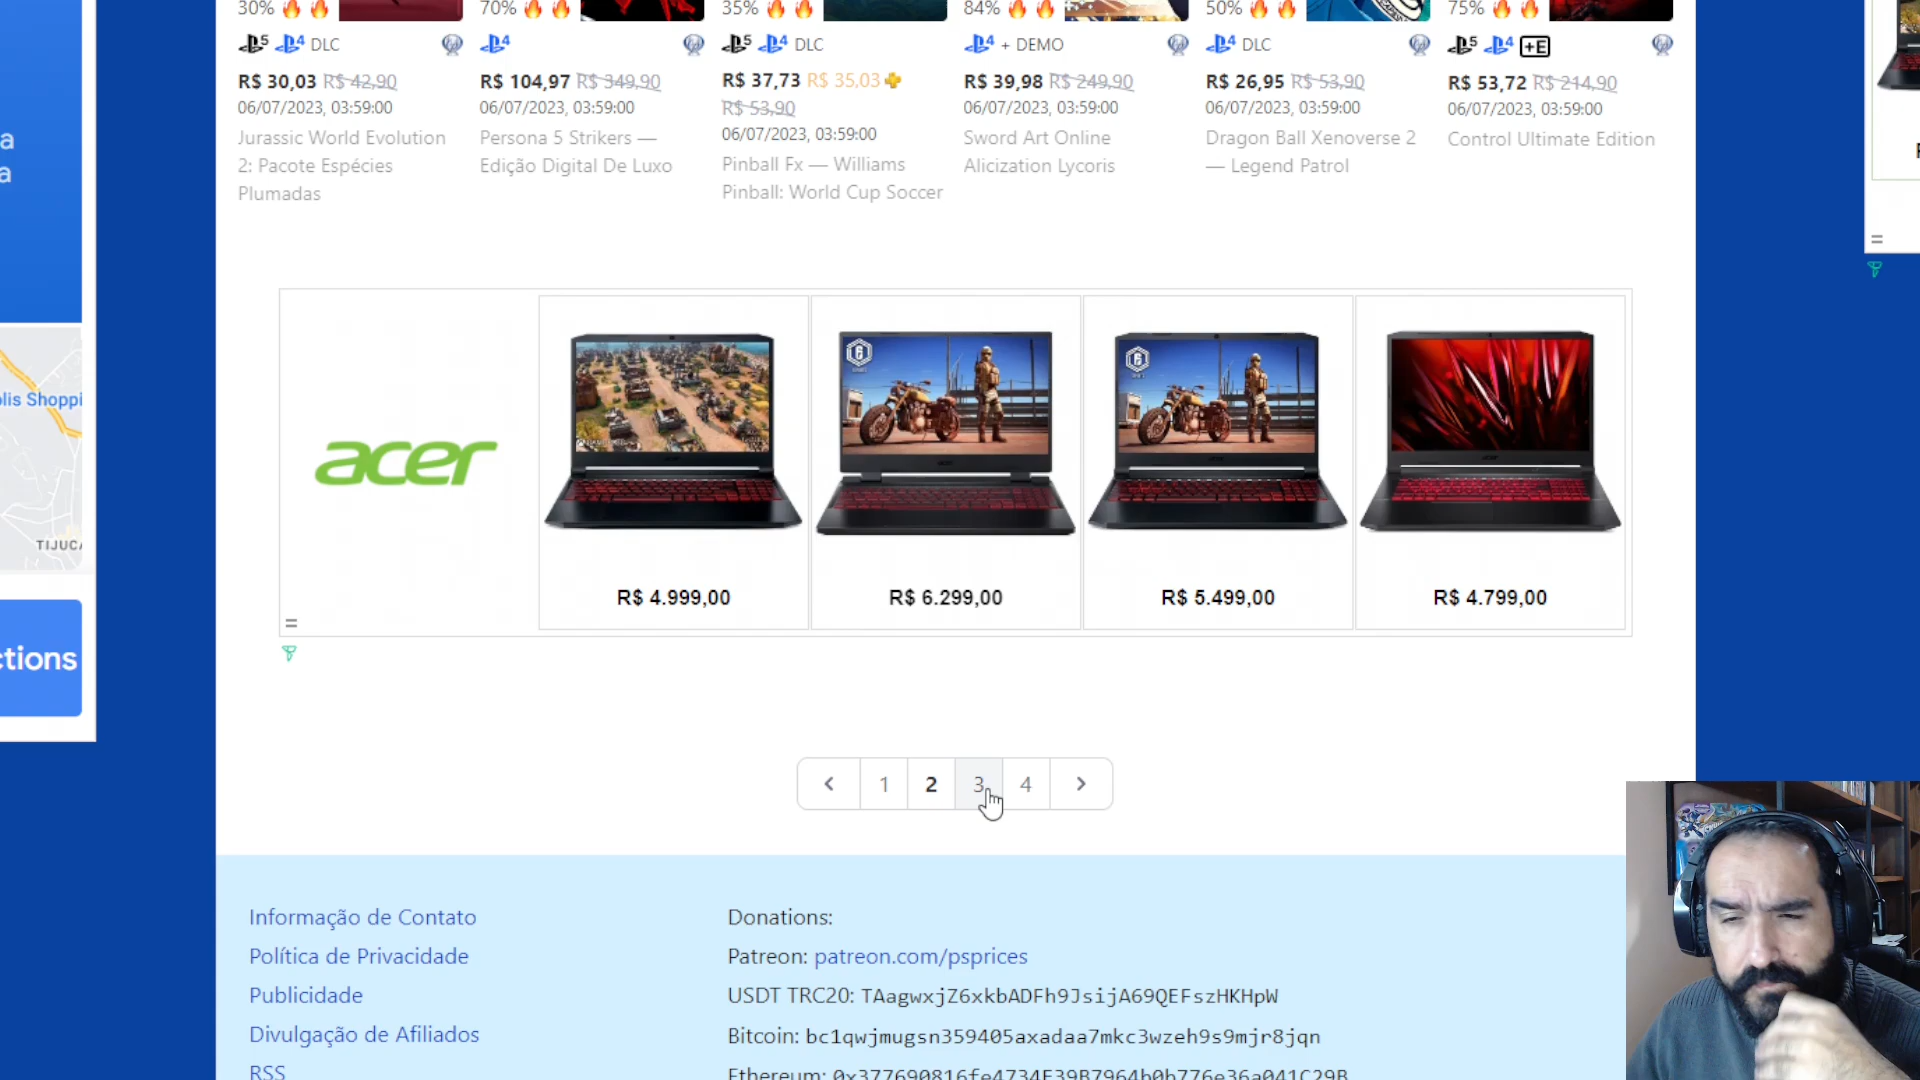 30%
70%
35%
84%
50%
75%
DLC
DLC
+ DEMO
DLC
+E
R$ 30,03 R$ 42,90
06/07/2023, 03:59:00
Jurassic World Evolution
2: Pacote Espécies
Plumadas
R$ 104,97 R$ 349,90
06/07/2023, 03:59:00
Persona 5 Strikers —
Edição Digital De Luxo
R$ 37,73 R$ 35,03
R$ 53,90
06/07/2023, 03:59:00
Pinball Fx — Williams
Pinball: World Cup Soccer
R$ 39,98 R$ 249,90
06/07/2023, 03:59:00
Sword Art Online
Alicization Lycoris
R$ 26,95 R$ 53,90
06/07/2023, 03:59:00
Dragon Ball Xenoverse 2
— Legend Patrol
R$ 53,72 R$ 214,90
06/07/2023, 03:59:00
Control Ultimate Edition
a
a
lis Shoppi
TIJUCA
ctions
acer
R$ 4.999,00
R$ 6.299,00
R$ 5.499,00
R$ 4.799,00
1 2 3 4
Informação de Contato
Política de Privacidade
Publicidade
Divulgação de Afiliados
RSS
Donations:
Patreon: patreon.com/psprices
USDT TRC20: TAagwxjZ6xkbADFh9JsijA69QEFszHKHpW
Bitcoin: bc1qwjmugsn359405axadaa7mkc3wzeh9s9mjr8jqn
Ethereum: 0x377690816fe4734F39B7964b0b776e36a041C29B